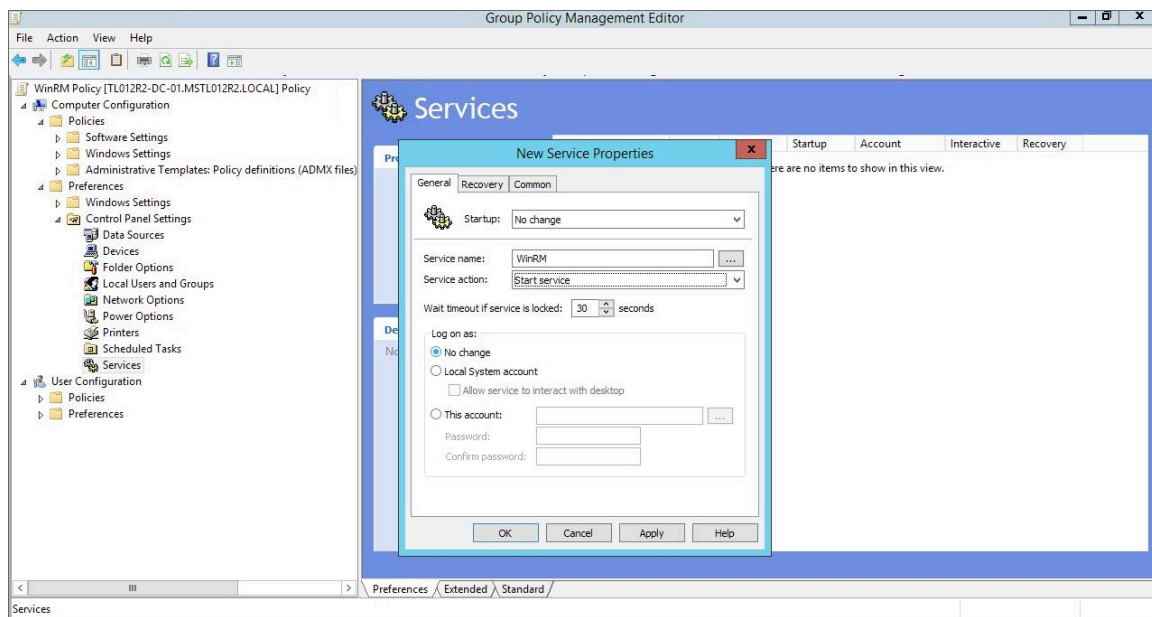 Group Policy Management Editor
File Action View Help
WinRM Policy [TL012R2-DC-01.MSTL012R2.LOCAL] Policy
Computer Configuration
Policies
Software Settings
Windows Settings
Administrative Templates: Policy definitions (ADMX files)
Preferences
Windows Settings
Control Panel Settings
Data Sources
Devices
Folder Options
Local Users and Groups
Network Options
Power Options
Printers
Scheduled Tasks
Services
User Configuration
Policies
Preferences
Services
Startup Account Interactive Recovery
ere are no items to show in this view.
New Service Properties
General Recovery Common
Startup: No change
Service name: WinRM ...
Service action: Start service
Wait timeout if service is locked: 30 seconds
Log on as:
No change
Local System account
Allow service to interact with desktop
This account: ...
Password:
Confirm password:
OK Cancel Apply Help
Preferences Extended Standard
Services